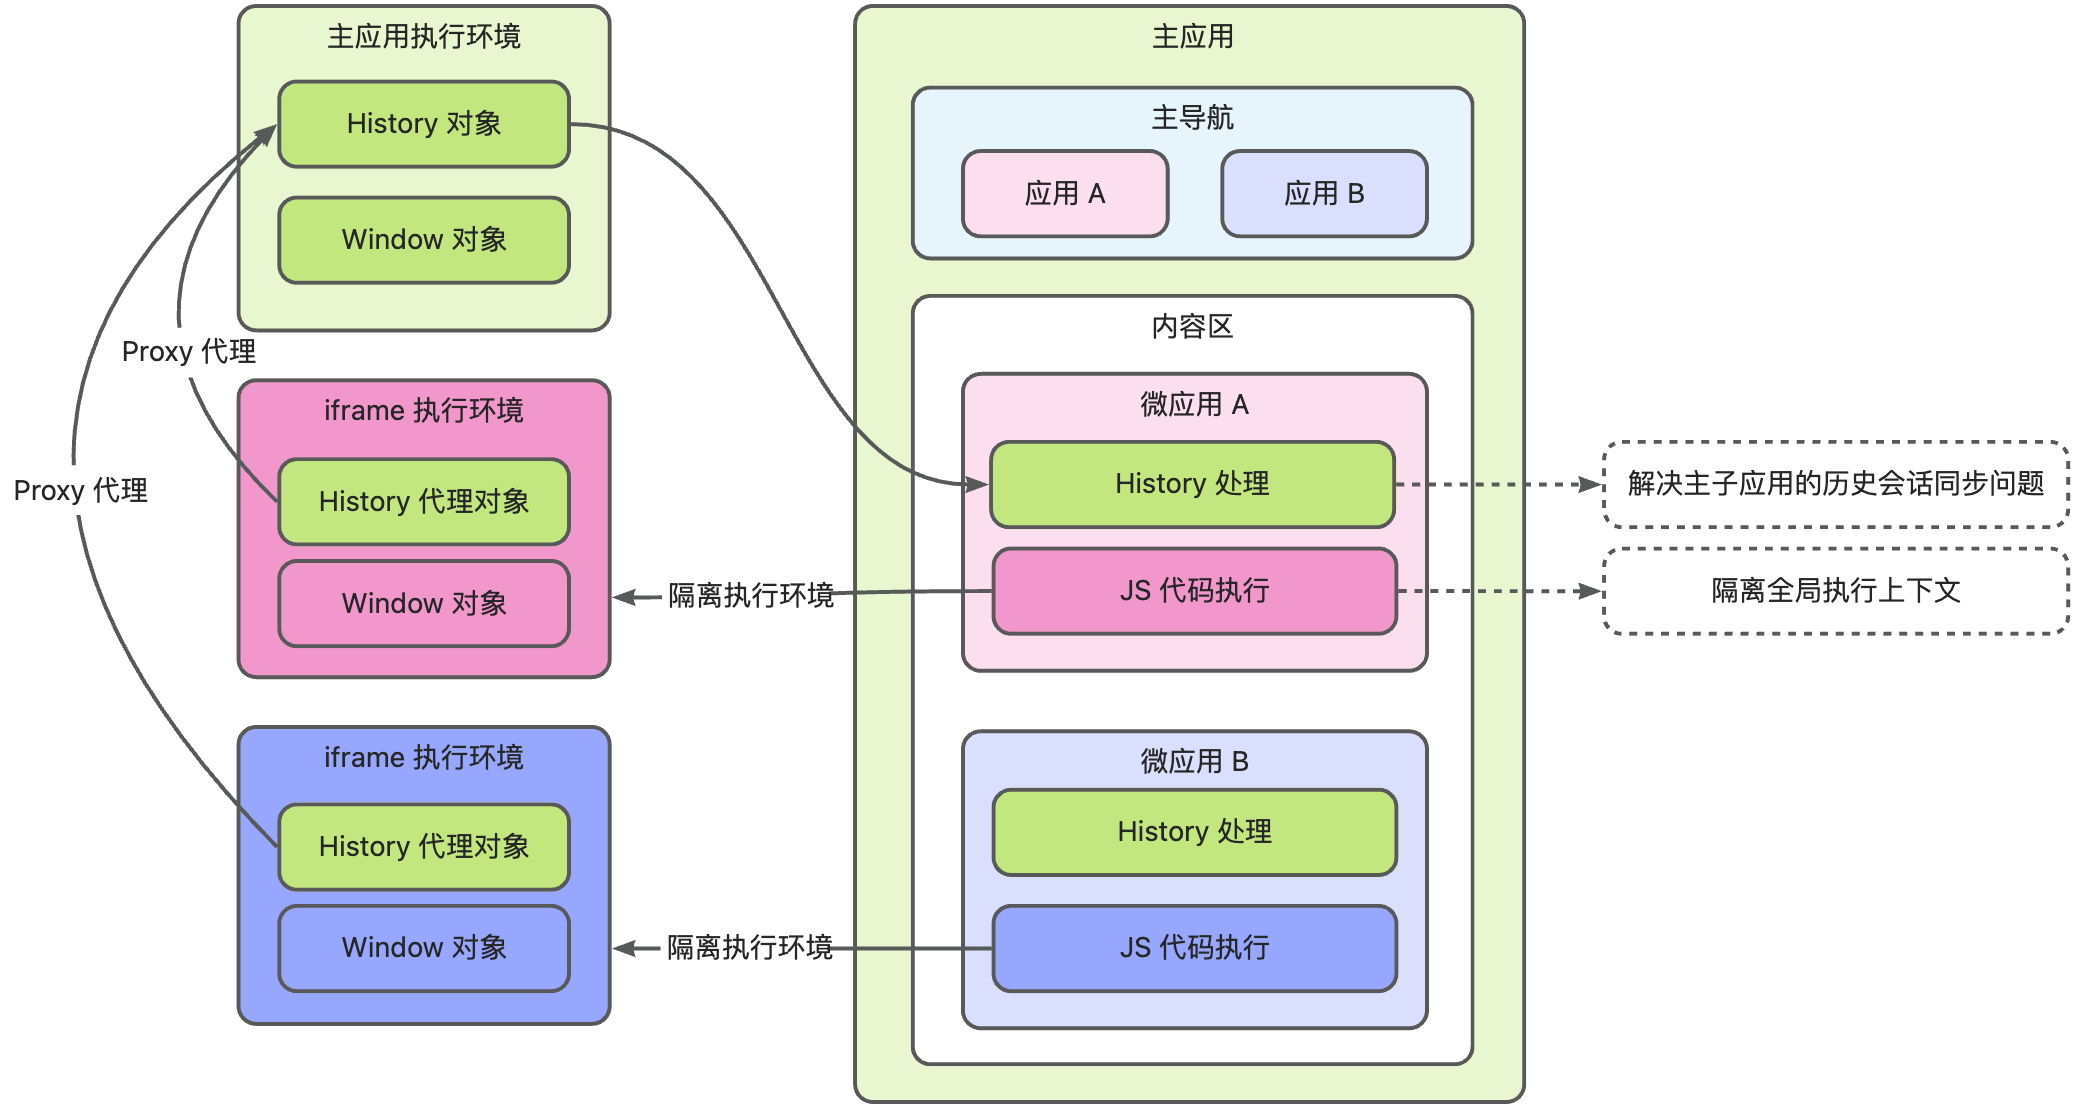 主应用执行环境
History 对象
Window 对象
Proxy 代理
Proxy 代理
iframe 执行环境
History 代理对象
Window 对象
iframe 执行环境
History 代理对象
Window 对象
隔离执行环境
隔离执行环境
主应用
主导航
应用 A
应用 B
内容区
微应用 A
History 处理
JS 代码执行
微应用 B
History 处理
JS 代码执行
解决主子应用的历史会话同步问题
隔离全局执行上下文